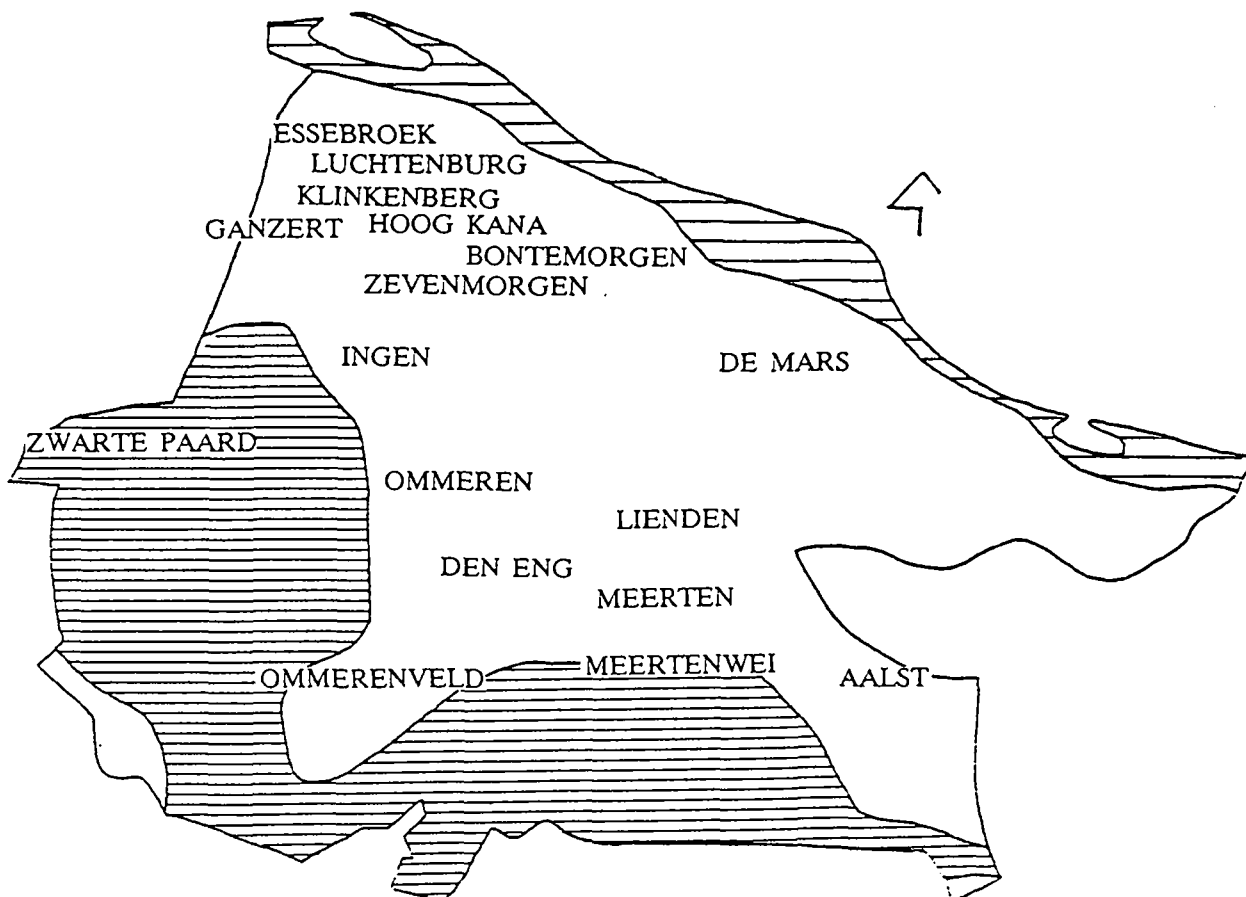 ESSEBROEK
LUCHTENBURG
KLINKENBERG
GANZERT
HOOG KANA
BONTEMORGEN
ZEVENMORGEN
INGEN
DE MARS
ZWARTE PAARD
OMMEREN
LIENDEN
DEN ENG
MEERTEN
OMMERENVELD
MEERTENWEI
AALST